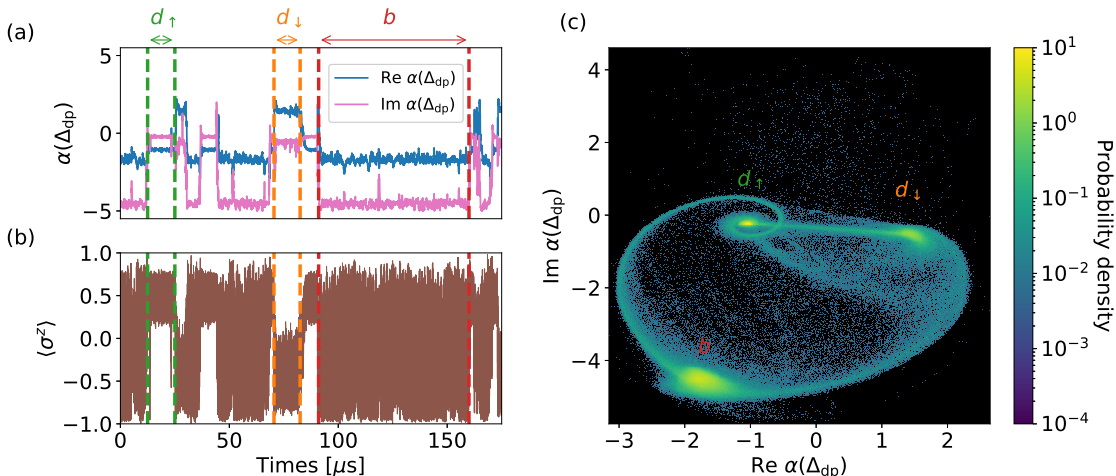 (a)
d↑
d↓
b
5
0
−5
α(Δdp)
Re α(Δdp)
Im α(Δdp)
(b)
1.0
0.5
0.0
−0.5
−1.0
⟨σᶻ⟩
0
50
100
150
Times [μs]
(c)
4
2
0
−2
−4
Im α(Δdp)
d↑
d↓
b
−3
−2
−1
0
1
2
Re α(Δdp)
10¹
10⁰
10⁻¹
10⁻²
10⁻³
10⁻⁴
Probability density